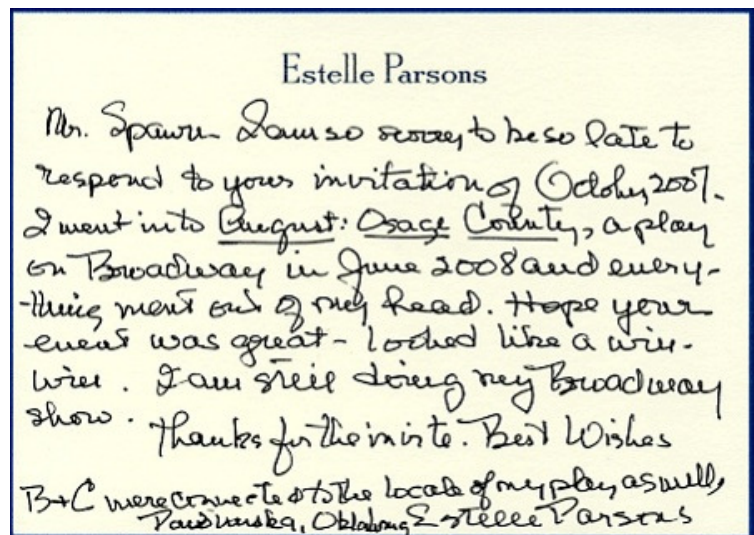 Estelle Parsons
Mr. Spawn - I am so sorry to be so late to
respond to your invitation of October, 2007.
I went into August: Osage County, a play
on Broadway in June 2008 and every-
-thing went out of my head. Hope your
event was great - looked like a win-
win. I am still doing my Broadway
show.
Thanks for the invite. Best Wishes
B+C were connected to the locale of my play as well,
Pawhuska, Oklahoma Estelle Parsons